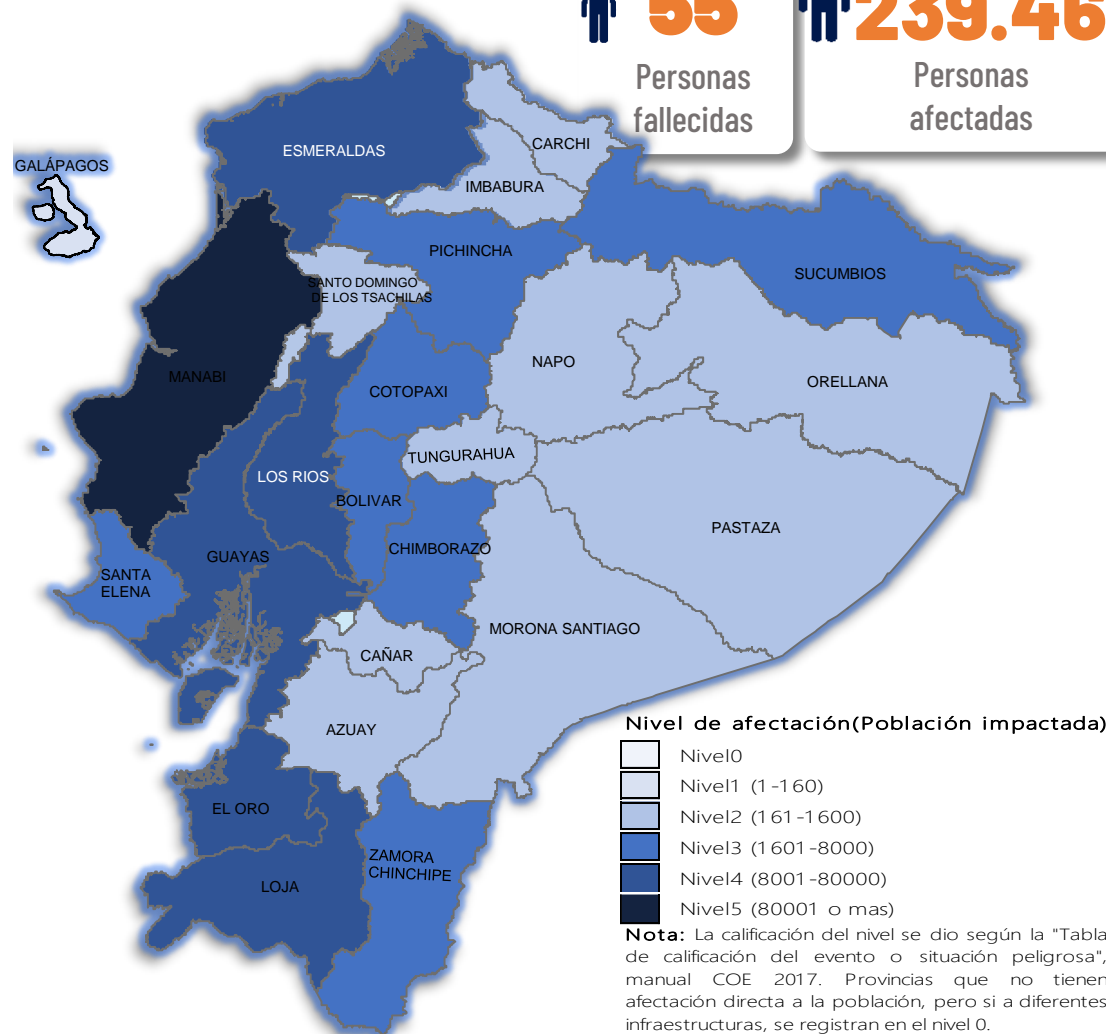 55
239.46
Personas
fallecidas
Personas
afectadas
GALÁPAGOS
ESMERALDAS
CARCHI
IMBABURA
PICHINCHA
SUCUMBIOS
SANTO DOMINGO
DE LOS TSACHILAS
NAPO
MANABI
COTOPAXI
ORELLANA
TUNGURAHUA
LOS RIOS
BOLIVAR
PASTAZA
CHIMBORAZO
GUAYAS
SANTA
ELENA
MORONA SANTIAGO
CAÑAR
AZUAY
EL ORO
ZAMORA
CHINCHIPE
LOJA
Nivel de afectación(Población impactada)
Nivel0
Nivel1 (1-160)
Nivel2 (161-1600)
Nivel3 (1601-8000)
Nivel4 (8001-80000)
Nivel5 (80001 o mas)
Nota: La calificación del nivel se dio según la "Tabla
de calificación del evento o situación peligrosa",
manual COE 2017. Provincias que no tienen
afectación directa a la población, pero si a diferentes
infraestructuras, se registran en el nivel 0.